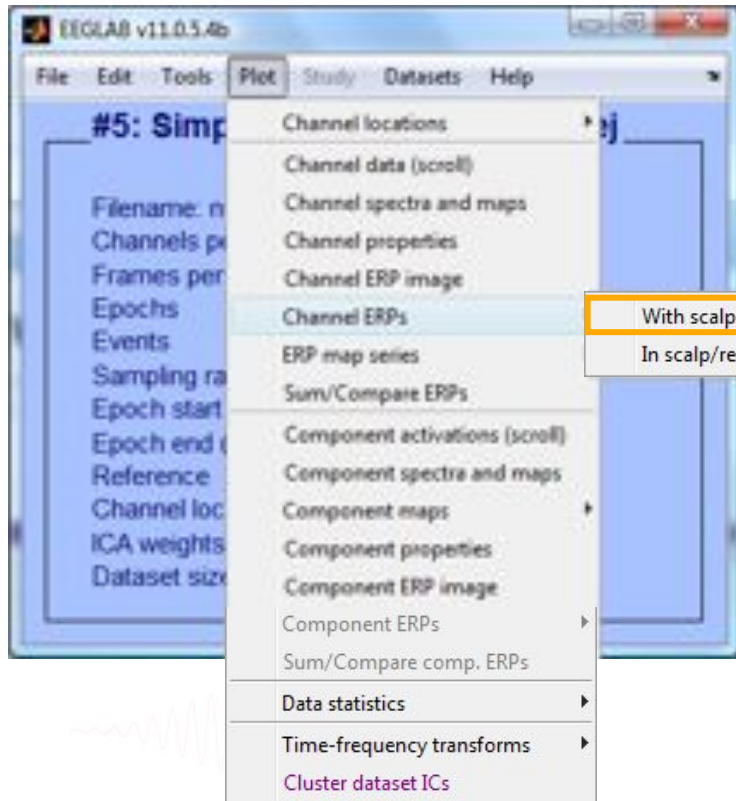 EEGLAB v11.0.5.4b
File Edit Tools Plot Study Datasets Help
#5: Simp ej
Filename: n
Channels pe
Frames per
Epochs
Events
Sampling ra
Epoch start
Epoch end (
Reference
Channel loc
ICA weights
Dataset size
Channel locations
Channel data (scroll)
Channel spectra and maps
Channel properties
Channel ERP image
Channel ERPs
ERP map series
Sum/Compare ERPs
Component activations (scroll)
Component spectra and maps
Component maps
Component properties
Component ERP image
Component ERPs
Sum/Compare comp. ERPs
Data statistics
Time-frequency transforms
Cluster dataset ICs
With scalp
In scalp/re